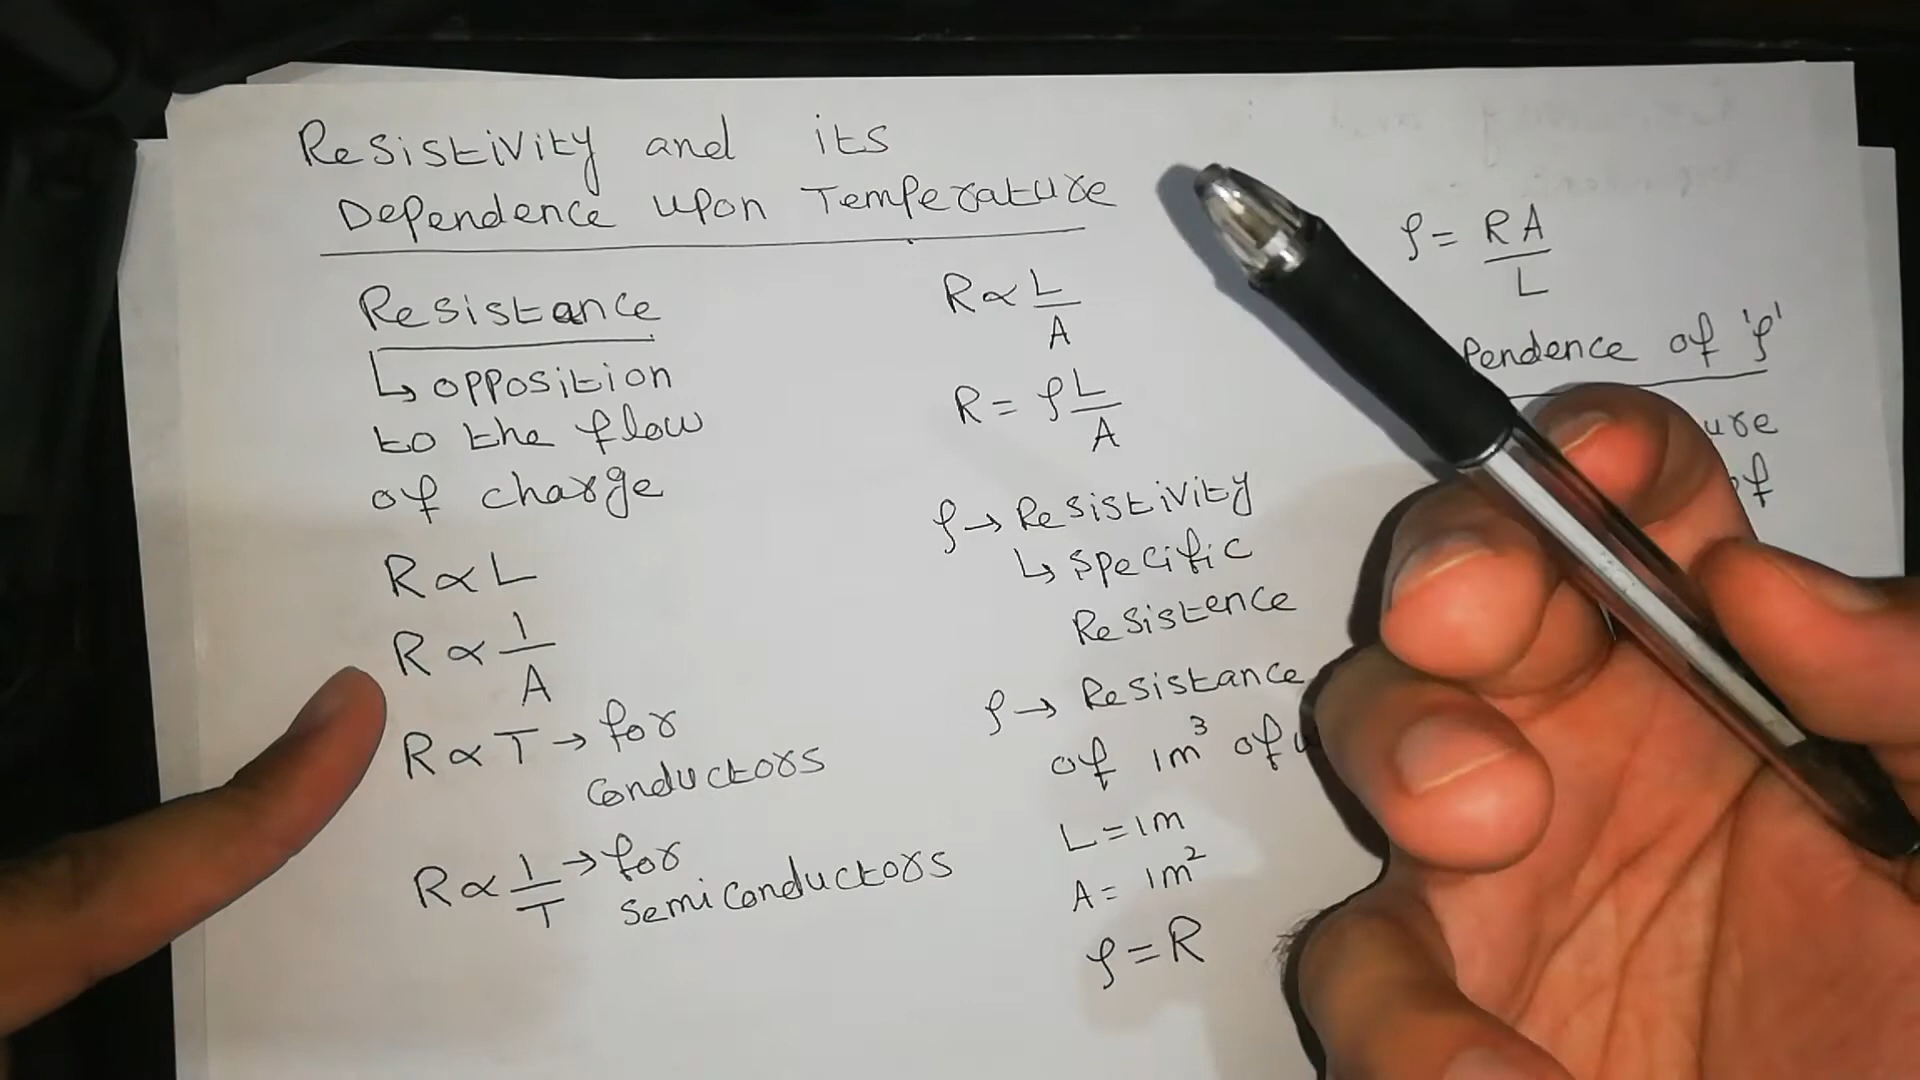 Resistivity and its
Dependence upon Temperature
Resistance
↳ opposition
to the flow
of charge
R ∝ L
R ∝ 1/A
R ∝ T → for
conductors
R ∝ 1/T → for
semiconductors
R ∝ L/A
R = ρ L/A
ρ → Resistivity
↳ specific
Resistence
ρ → Resistance
of 1m³ of
L = 1m
A = 1m²
ρ = R
ρ = RA/L
pendence of 'ρ'
ure
of